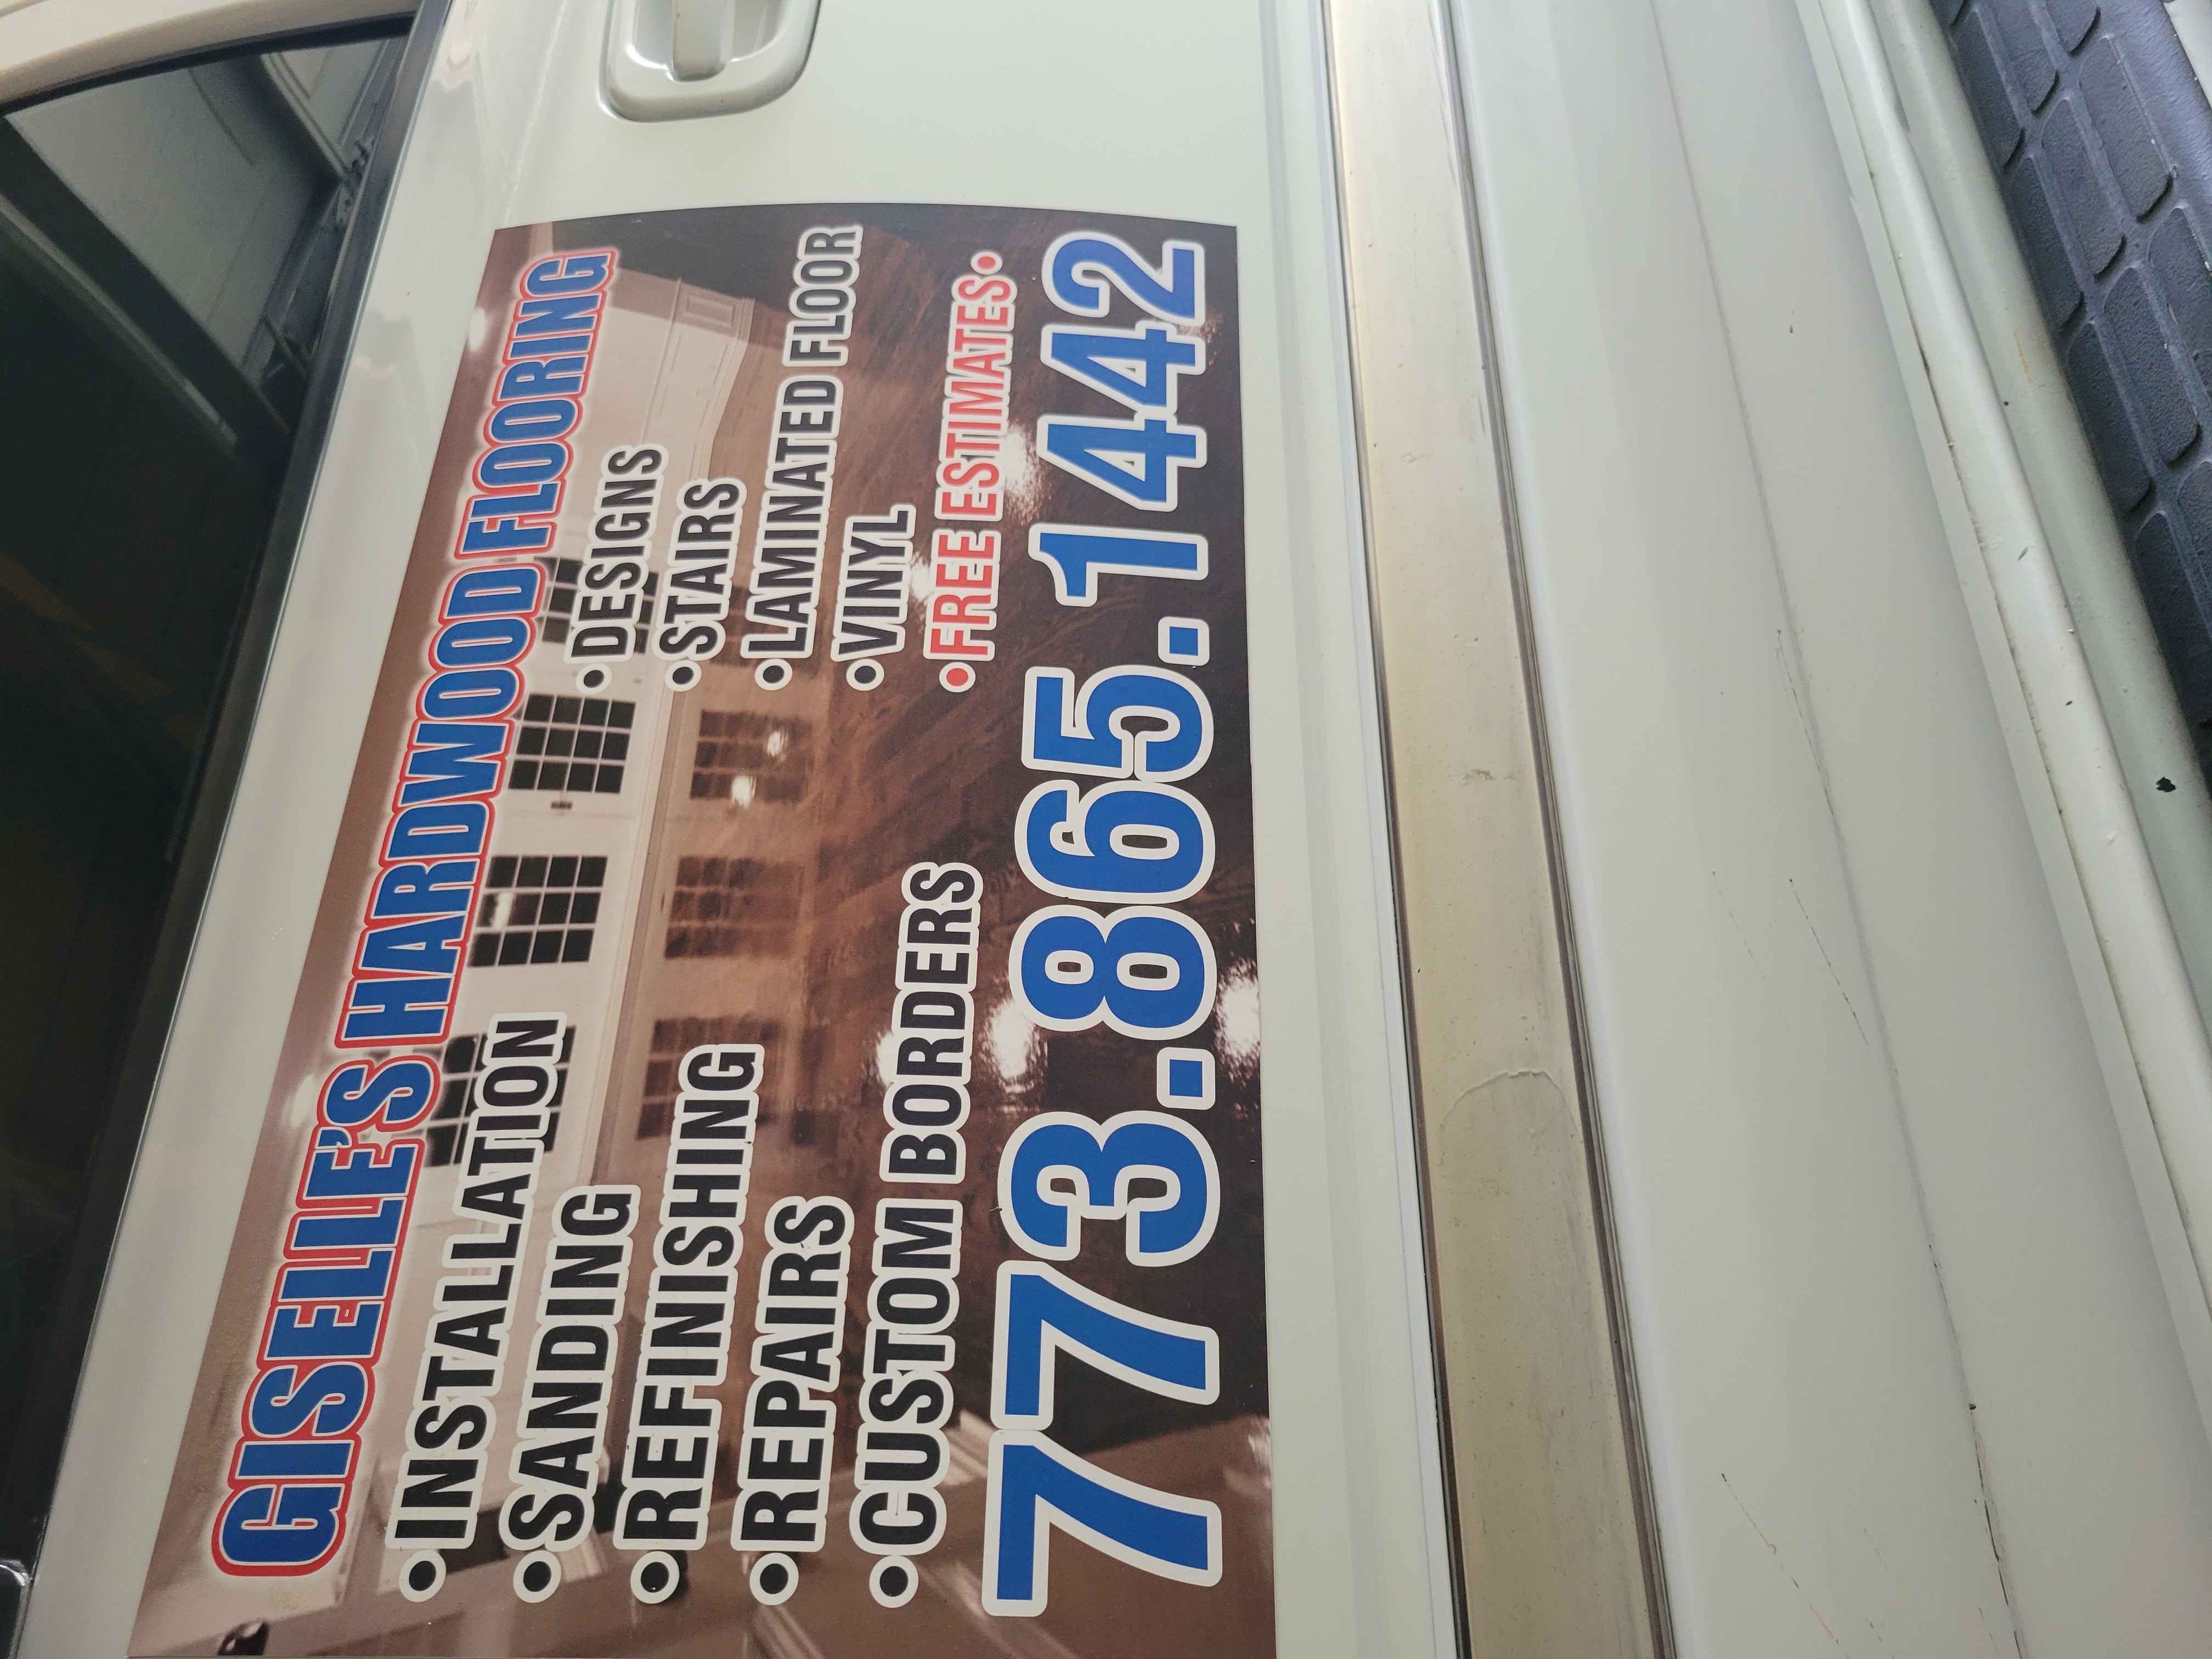 GISELLE'S HARDWOOD FLOORING
•INSTALLATION
•SANDING
•REFINISHING
•REPAIRS
•CUSTOM BORDERS
•DESIGNS
•STAIRS
•LAMINATED FLOOR
•VINYL
•FREE ESTIMATES•
773.865.1442